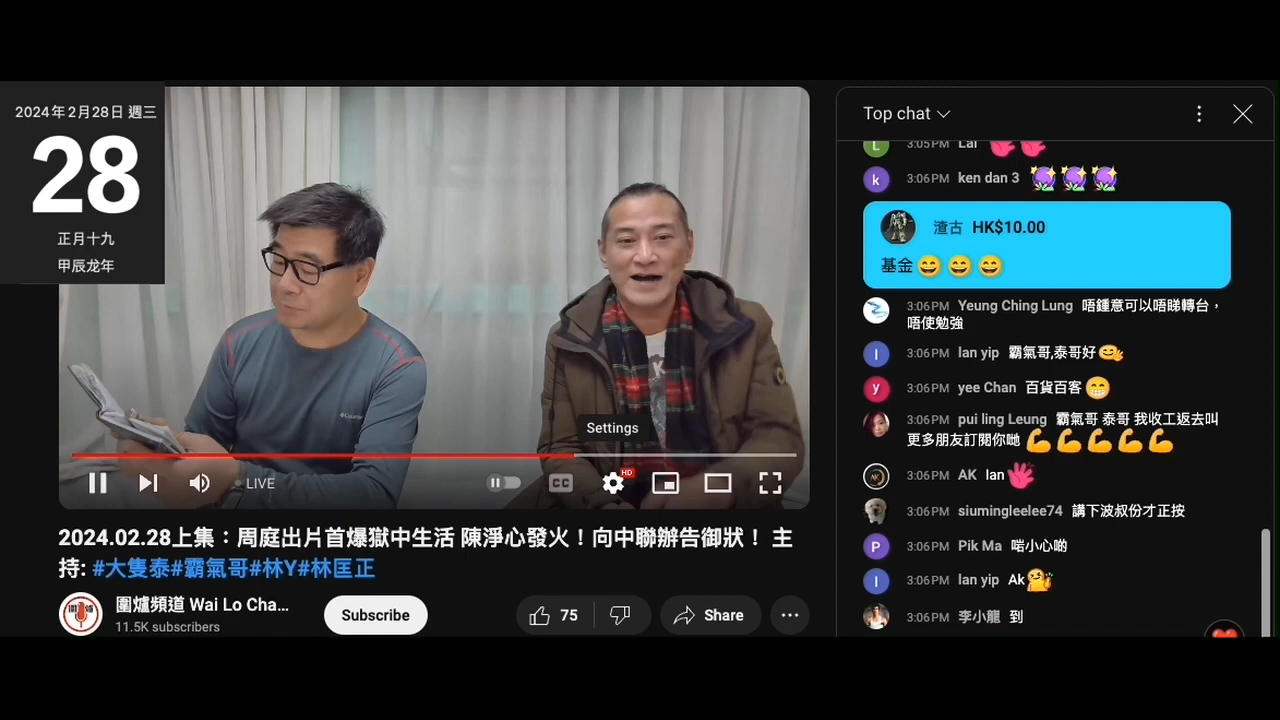 2024年2月28日 週三
28
正月十九
甲辰龙年
Settings
LIVE
CC
HD
2024.02.28上集：周庭出片首爆獄中生活 陳淨心發火！向中聯辦告御狀！ 主
持: #大隻泰#霸氣哥#林Y#林匡正
圍爐頻道 Wai Lo Cha...
11.5K subscribers
Subscribe
75
Share
Top chat
L 3:05PM Lai
k 3:06PM ken dan 3 🔮🔮🔮
渣古 HK$10.00
基金😄😄😄
3:06PM Yeung Ching Lung 唔鍾意可以唔睇轉台，
唔使勉強
l 3:06PM lan yip 霸氣哥,泰哥好
y 3:06PM yee Chan 百貨百客😁
3:06PM pui ling Leung 霸氣哥 泰哥 我收工返去叫
更多朋友訂閱你哋 💪💪💪💪💪
3:06PM AK lan
3:06PM siumingleelee74 講下波叔份才正按
P 3:06PM Pik Ma 啱小心啲
l 3:06PM lan yip Ak
3:06PM 李小龍 到